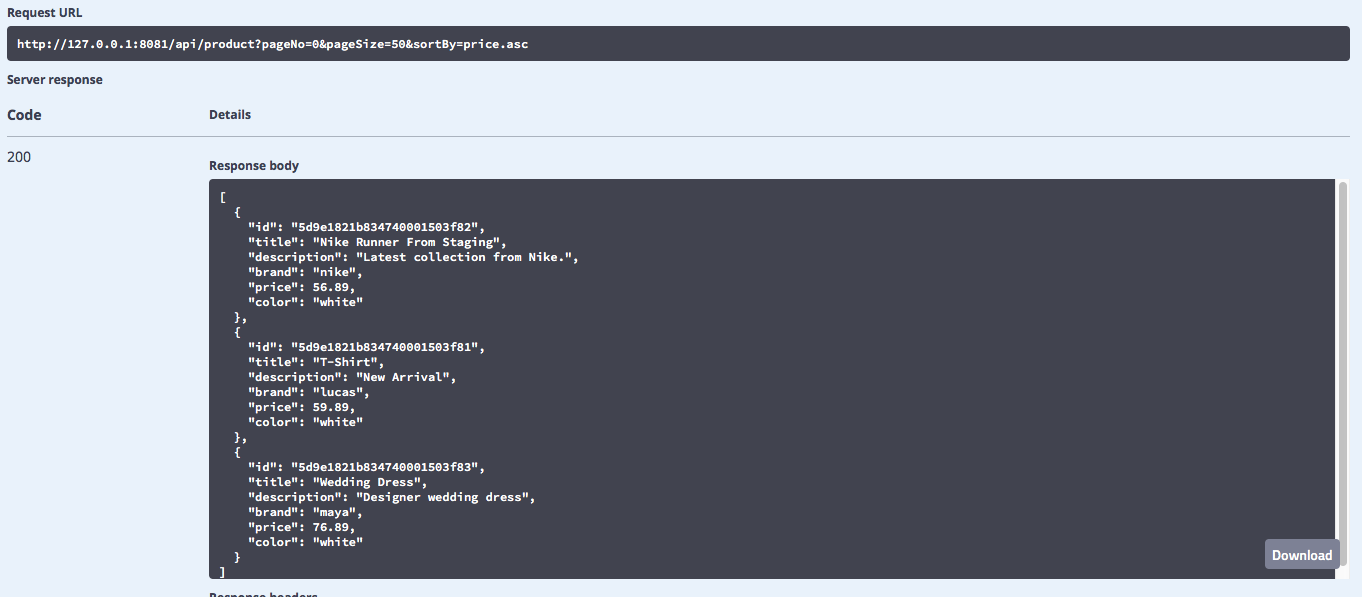 Request URL
http://127.0.0.1:8081/api/product?pageNo=0&pageSize=50&sortBy=price.asc
Server response
Code Details
200
Response body
[
  {
    "id": "5d9e1821b834740001503f82",
    "title": "Nike Runner From Staging",
    "description": "Latest collection from Nike.",
    "brand": "nike",
    "price": 56.89,
    "color": "white"
  },
  {
    "id": "5d9e1821b834740001503f81",
    "title": "T-Shirt",
    "description": "New Arrival",
    "brand": "lucas",
    "price": 59.89,
    "color": "white"
  },
  {
    "id": "5d9e1821b834740001503f83",
    "title": "Wedding Dress",
    "description": "Designer wedding dress",
    "brand": "maya",
    "price": 76.89,
    "color": "white"
  }
]
Download
Response headers